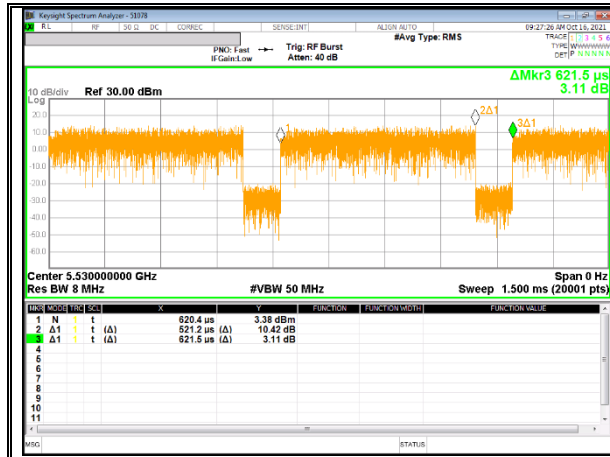 Keysight Spectrum Analyzer - 51078
RL RF 50 Ω DC CORREC SENSE:INT ALIGN AUTO 09:27:26 AM Oct 16, 2021
#Avg Type: RMS TRACE 1 2 3 4 5 6
PNO: Fast Trig: RF Burst TYPE WWWWWW
IFGain:Low Atten: 40 dB DET P N N N N N
ΔMkr3 621.5 µs
10 dB/div Ref 30.00 dBm 3.11 dB
Log
20.0
10.0
0.00
-10.0
-20.0
-30.0
-40.0
-50.0
-60.0
1
2Δ1
3Δ1
Center 5.530000000 GHz Span 0 Hz
Res BW 8 MHz #VBW 50 MHz Sweep 1.500 ms (20001 pts)
MKR MODE TRC SCL X Y FUNCTION FUNCTION WIDTH FUNCTION VALUE
1 N 1 t 620.4 µs 3.38 dBm
2 Δ1 1 t (Δ) 521.2 µs (Δ) 10.42 dB
3 Δ1 1 t (Δ) 621.5 µs (Δ) 3.11 dB
4
5
6
7
8
9
10
11
MSG STATUS